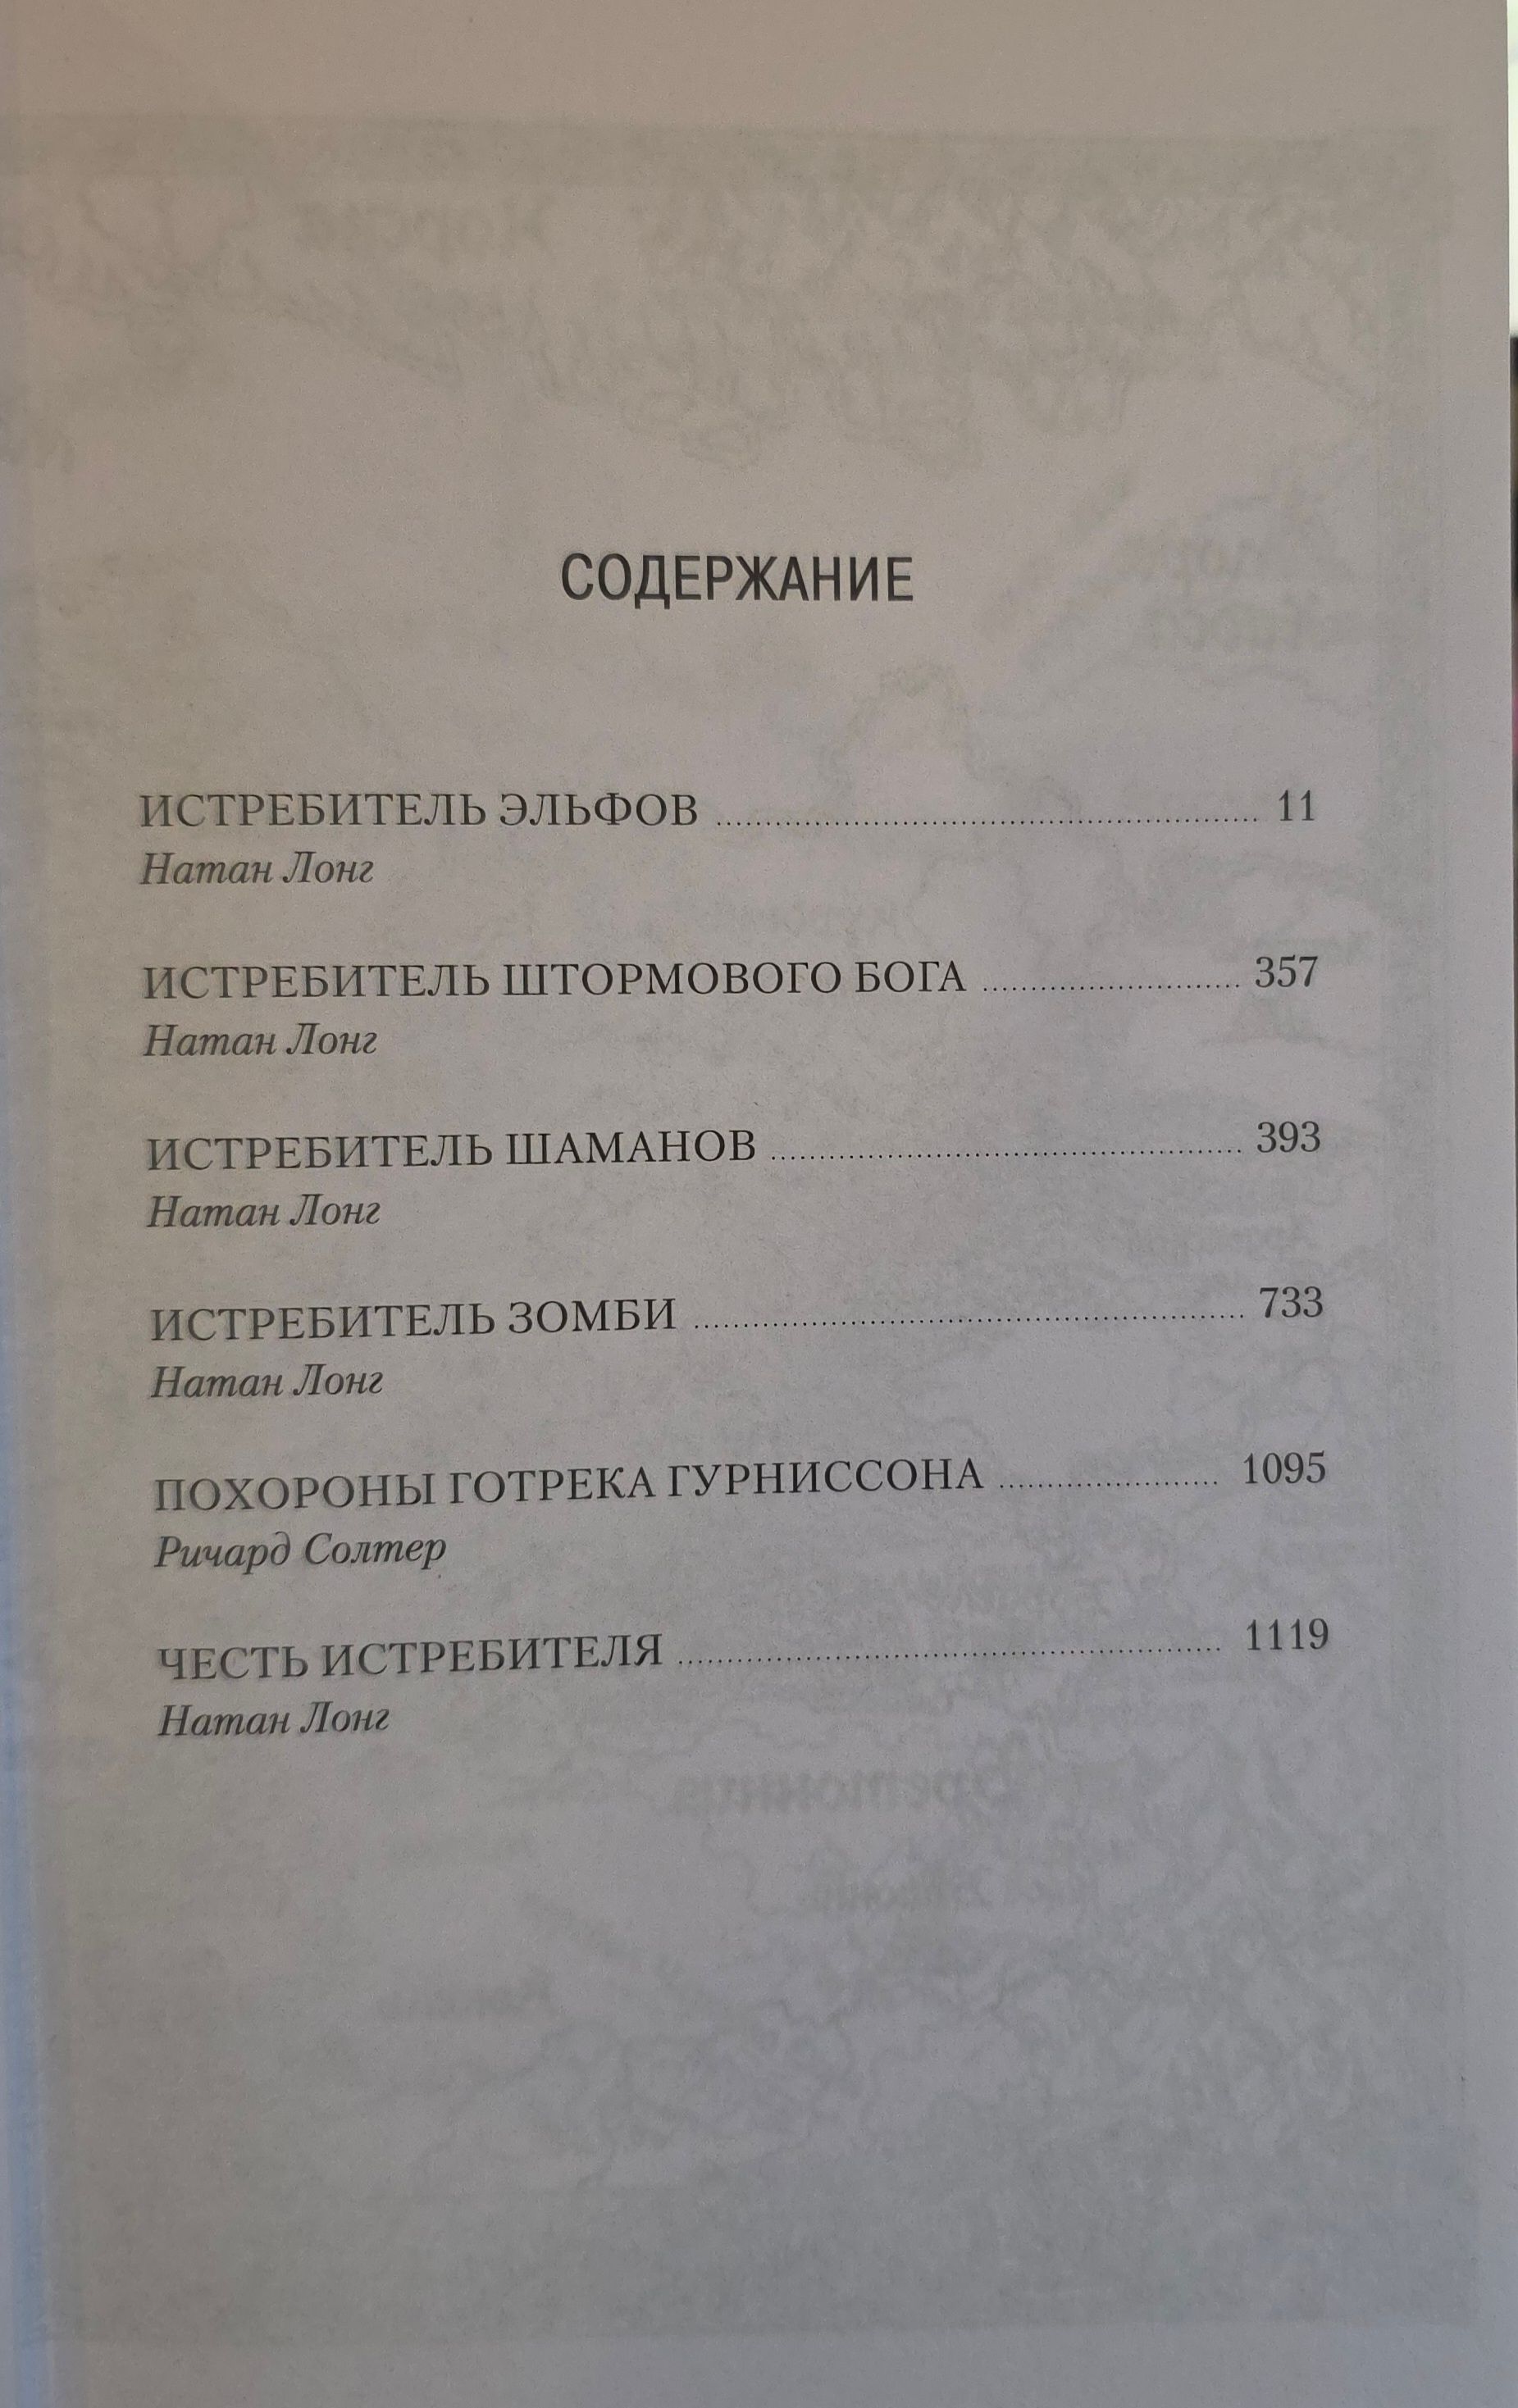 СОДЕРЖАНИЕ
ИСТРЕБИТЕЛЬ ЭЛЬФОВ 11
Натан Лонг
ИСТРЕБИТЕЛЬ ШТОРМОВОГО БОГА 357
Натан Лонг
ИСТРЕБИТЕЛЬ ШАМАНОВ 393
Натан Лонг
ИСТРЕБИТЕЛЬ ЗОМБИ 733
Натан Лонг
ПОХОРОНЫ ГОТРЕКА ГУРНИССОНА 1095
Ричард Солтер
ЧЕСТЬ ИСТРЕБИТЕЛЯ 1119
Натан Лонг